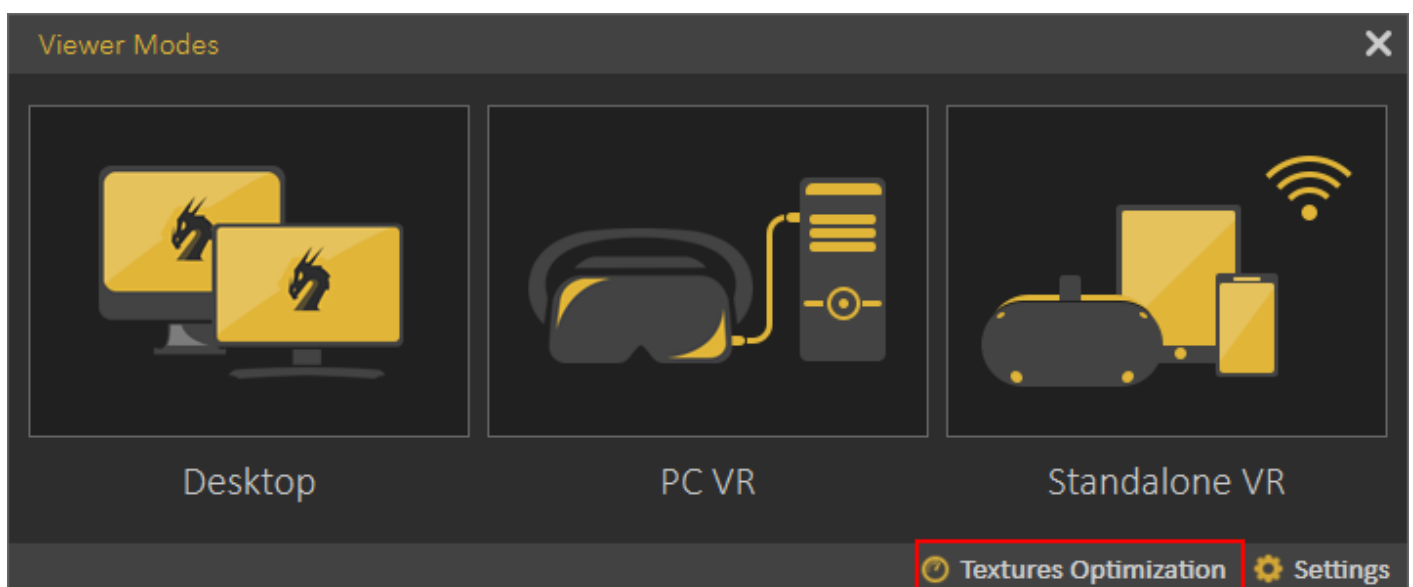 Viewer Modes
Desktop
PC VR
Standalone VR
Textures Optimization
Settings